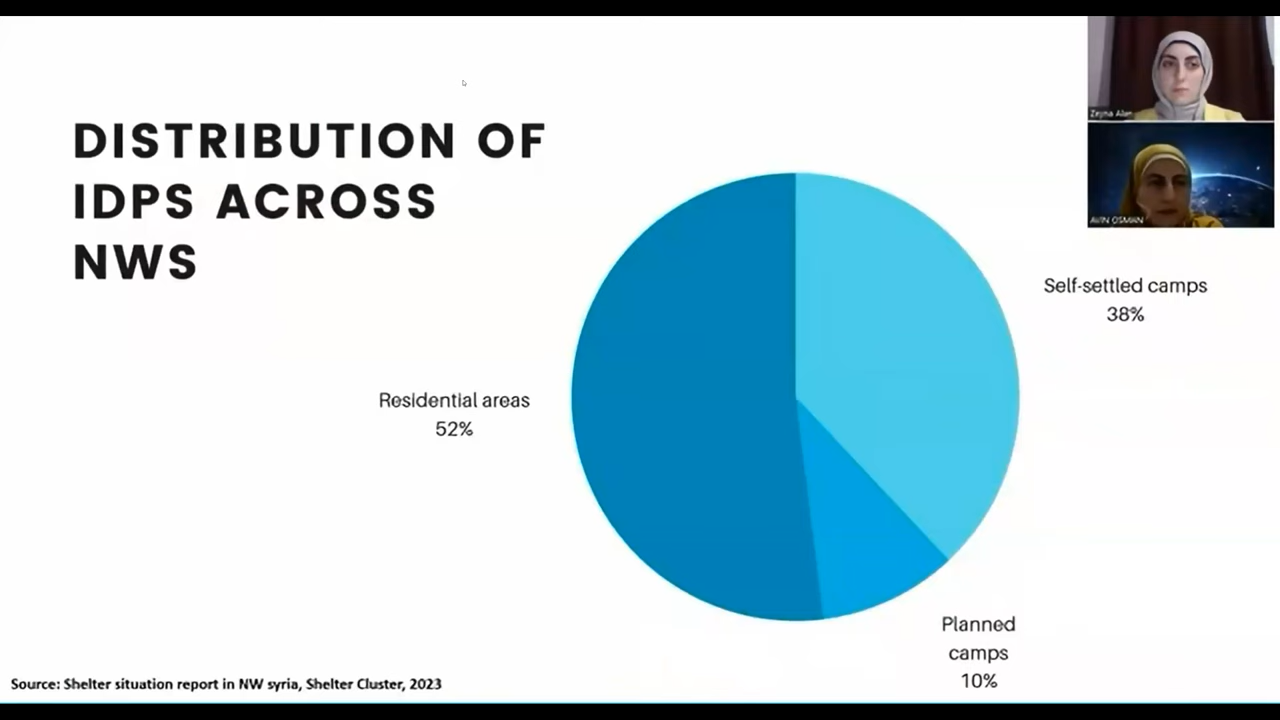 DISTRIBUTION OF
IDPS ACROSS
NWS
Zeyna Alan
AVIN OSMAN
Self-settled camps
38%
Residential areas
52%
Planned
camps
10%
Source: Shelter situation report in NW syria, Shelter Cluster, 2023